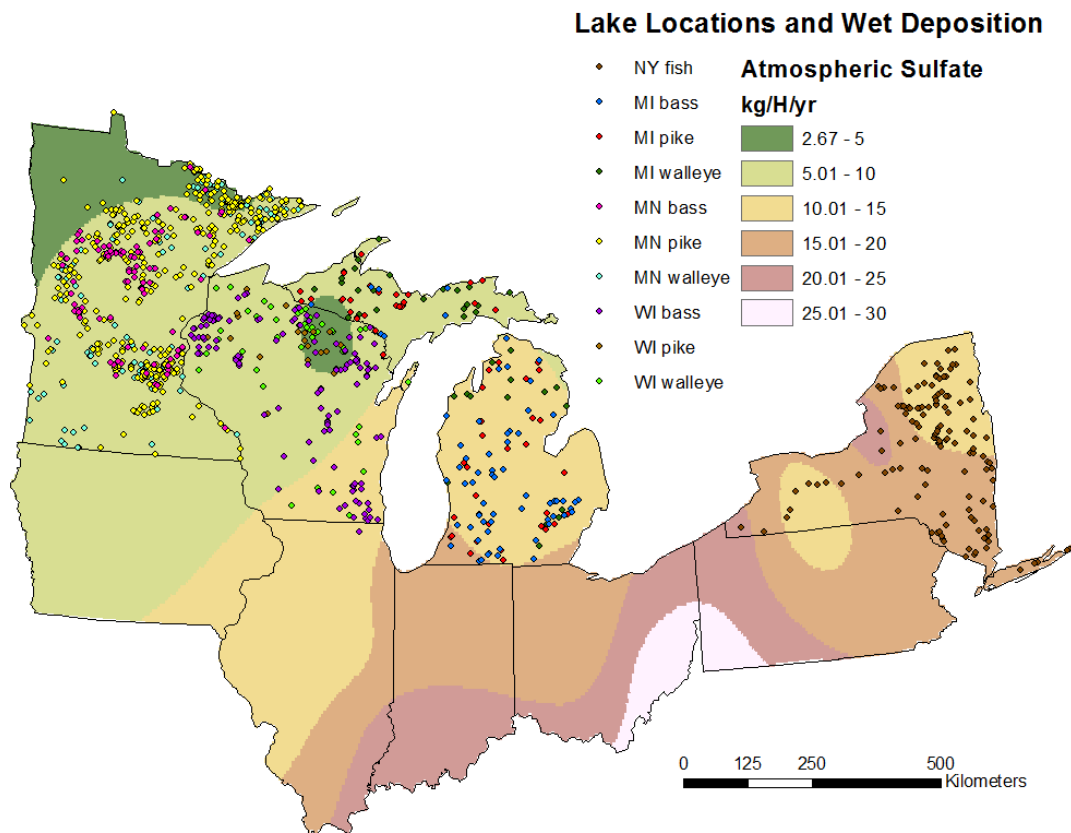 Lake Locations and Wet Deposition
NY fish
MI bass
MI pike
MI walleye
MN bass
MN pike
MN walleye
WI bass
WI pike
WI walleye
Atmospheric Sulfate
kg/H/yr
2.67 - 5
5.01 - 10
10.01 - 15
15.01 - 20
20.01 - 25
25.01 - 30
0 125 250 500
Kilometers